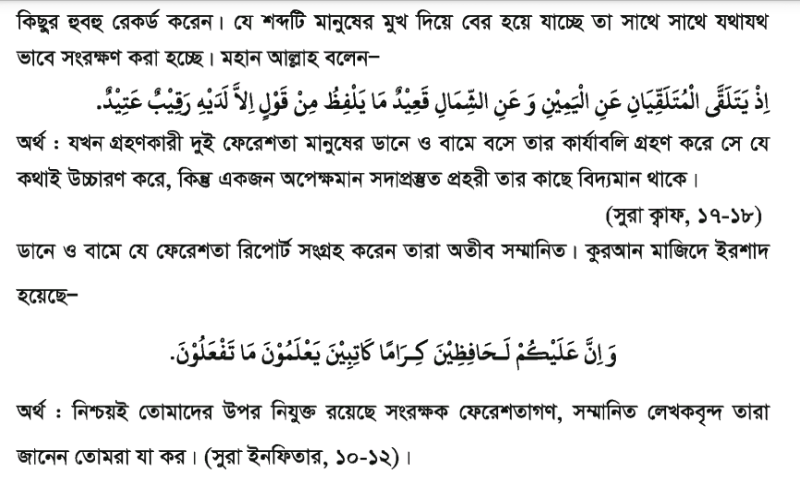 কিছুর হুবহু রেকর্ড করেন। যে শব্দটি মানুষের মুখ দিয়ে বের হয়ে যাচ্ছে তা সাথে সাথে যথাযথ
ভাবে সংরক্ষণ করা হচ্ছে। মহান আল্লাহ বলেন–
اِذْ يَتَلَقَّى الْمُتَلَقِّيَانِ عَنِ الْيَمِيْنِ وَ عَنِ الشِّمَالِ قَعِيْدٌ مَا يَلْفِظُ مِنْ قَوْلٍ اِلاَّ لَدَيْهِ رَقِيْبٌ عَتِيْدٌ.
অর্থ : যখন গ্রহণকারী দুই ফেরেশতা মানুষের ডানে ও বামে বসে তার কার্যাবলি গ্রহণ করে সে যে
কথাই উচ্চারণ করে, কিন্তু একজন অপেক্ষমান সদাপ্রস্তুত প্রহরী তার কাছে বিদ্যমান থাকে।
(সুরা ক্বাফ, ১৭-১৮)
ডানে ও বামে যে ফেরেশতা রিপোর্ট সংগ্রহ করেন তারা অতীব সম্মানিত। কুরআন মাজিদে ইরশাদ
হয়েছে–
وَ اِنَّ عَلَيْكُمْ لَحَافِظِيْنَ كِرَامًا كَاتِبِيْنَ يَعْلَمُوْنَ مَا تَفْعَلُوْنَ.
অর্থ : নিশ্চয়ই তোমাদের উপর নিযুক্ত রয়েছে সংরক্ষক ফেরেশতাগণ, সম্মানিত লেখকবৃন্দ তারা
জানেন তোমরা যা কর। (সুরা ইনফিতার, ১০-১২)।